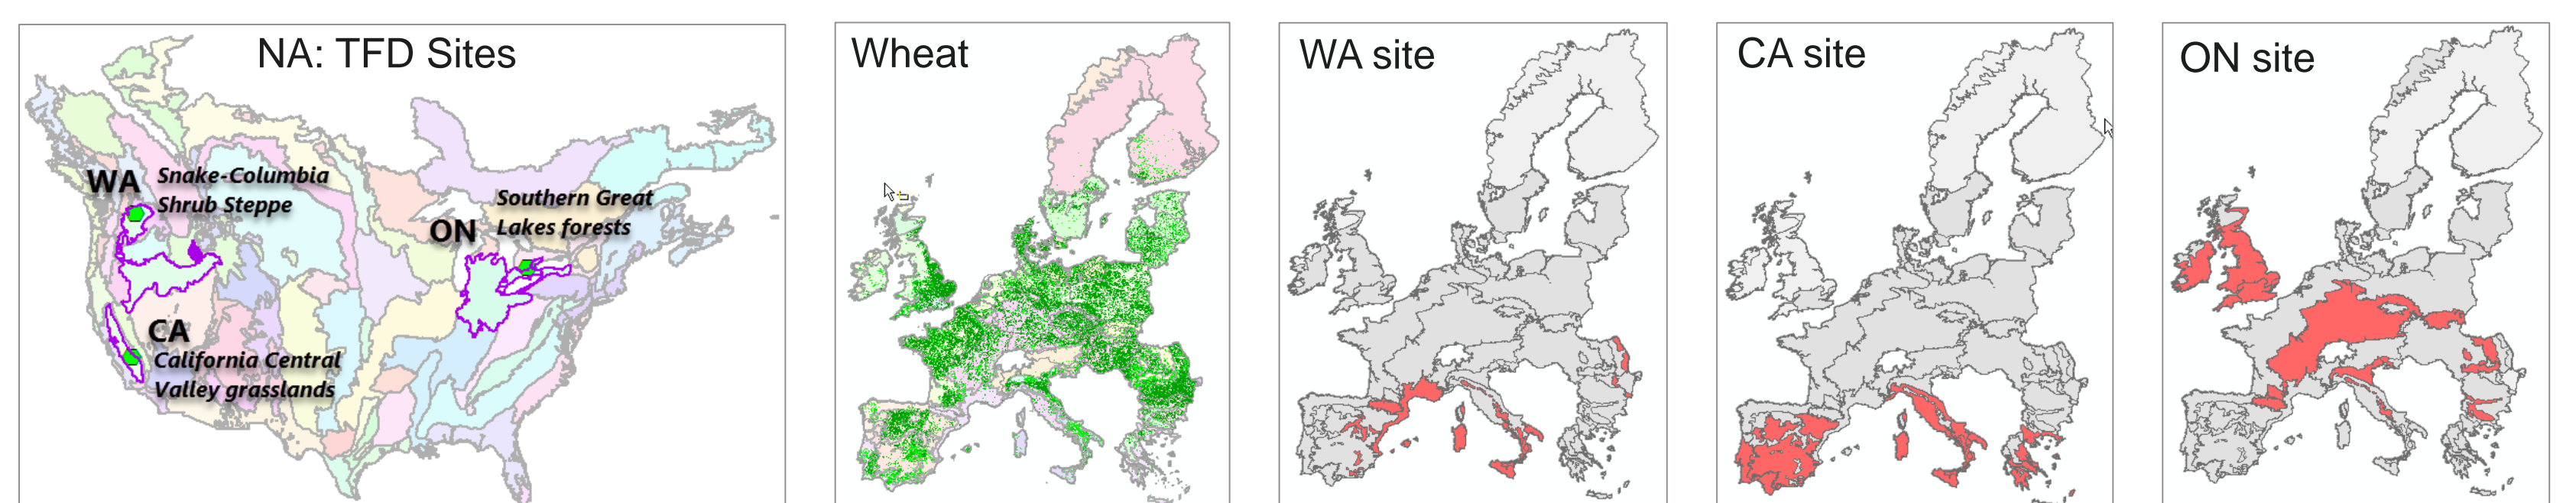 NA: TFD Sites
WA
Snake-Columbia
Shrub Steppe
ON
Southern Great
Lakes forests
CA
California Central
Valley grasslands
Wheat
WA site
CA site
ON site